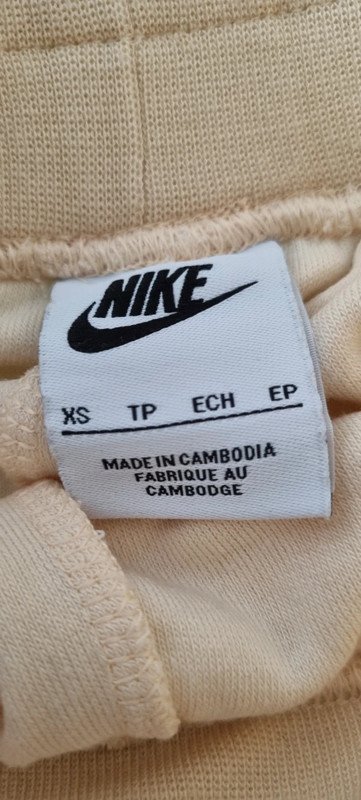 NIKE
XS TP ECH EP
MADE IN CAMBODIA
FABRIQUE AU
CAMBODGE